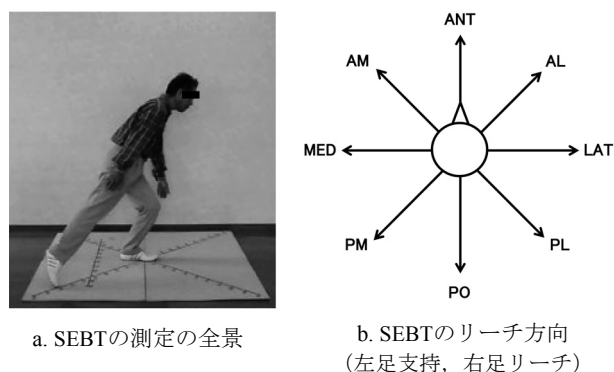 ANT
AM
AL
MED
LAT
PM
PL
PO
a. SEBTの測定の全景
b. SEBTのリーチ方向
（左足支持，右足リーチ）